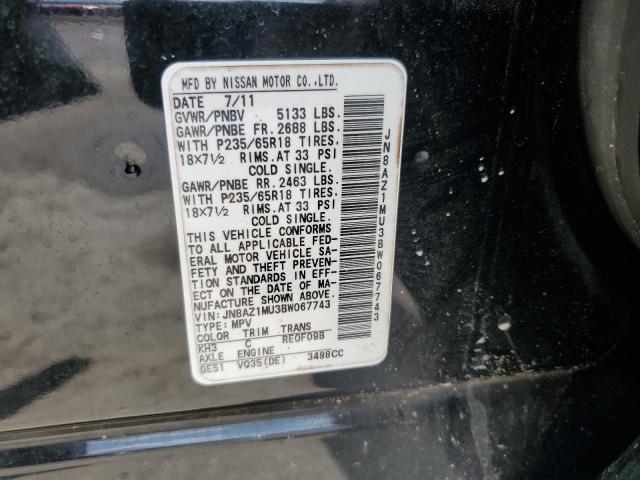 MFD BY NISSAN MOTOR CO.,LTD.
DATE 7/11
GVWR/PNBV 5133 LBS.
GAWR/PNBE FR. 2688 LBS.
WITH P235/65R18 TIRES,
18X7½ RIMS.AT 33 PSI
COLD SINGLE.
GAWR/PNBE RR. 2463 LBS.
WITH P235/65R18 TIRES,
18X7½ RIMS.AT 33 PSI
COLD SINGLE.
THIS VEHICLE CONFORMS
TO ALL APPLICABLE FED-
ERAL MOTOR VEHICLE SA-
FETY AND THEFT PREVEN-
TION STANDARDS IN EFF-
ECT ON THE DATE OF MA-
NUFACTURE SHOWN ABOVE.
VIN: JN8AZ1MU3BW067743
TYPE: MPV
COLOR TRIM TRANS
KH3 C RE0F09B
AXLE ENGINE
GE51 VQ35(DE) 3498CC
JN8AZ1MU3BW067743